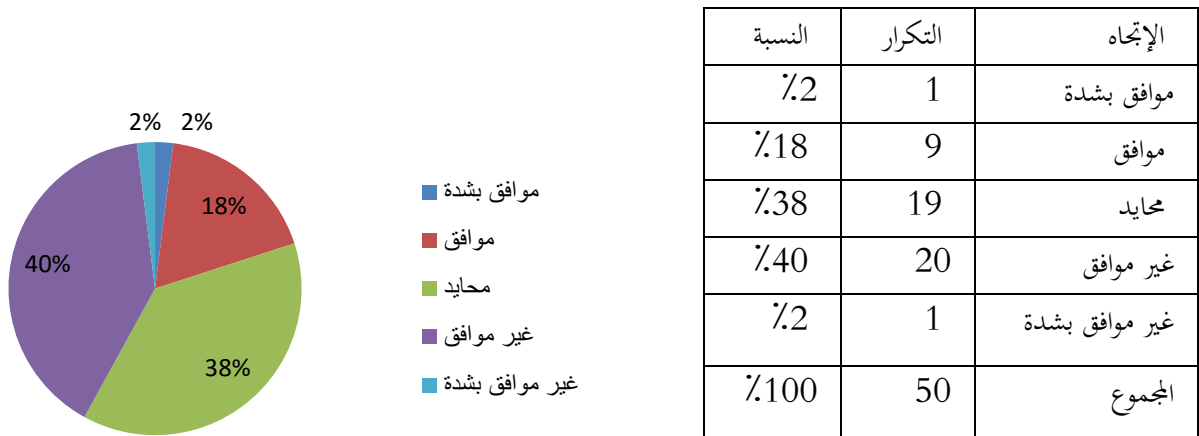 الإتجاه التكرار النسبة
موافق بشدة 1 2٪
موافق 9 18٪
محايد 19 38٪
غير موافق 20 40٪
غير موافق بشدة 1 2٪
المجموع 50 100٪
2% 2%
18%
40%
38%
موافق بشدة
موافق
محايد
غير موافق
غير موافق بشدة